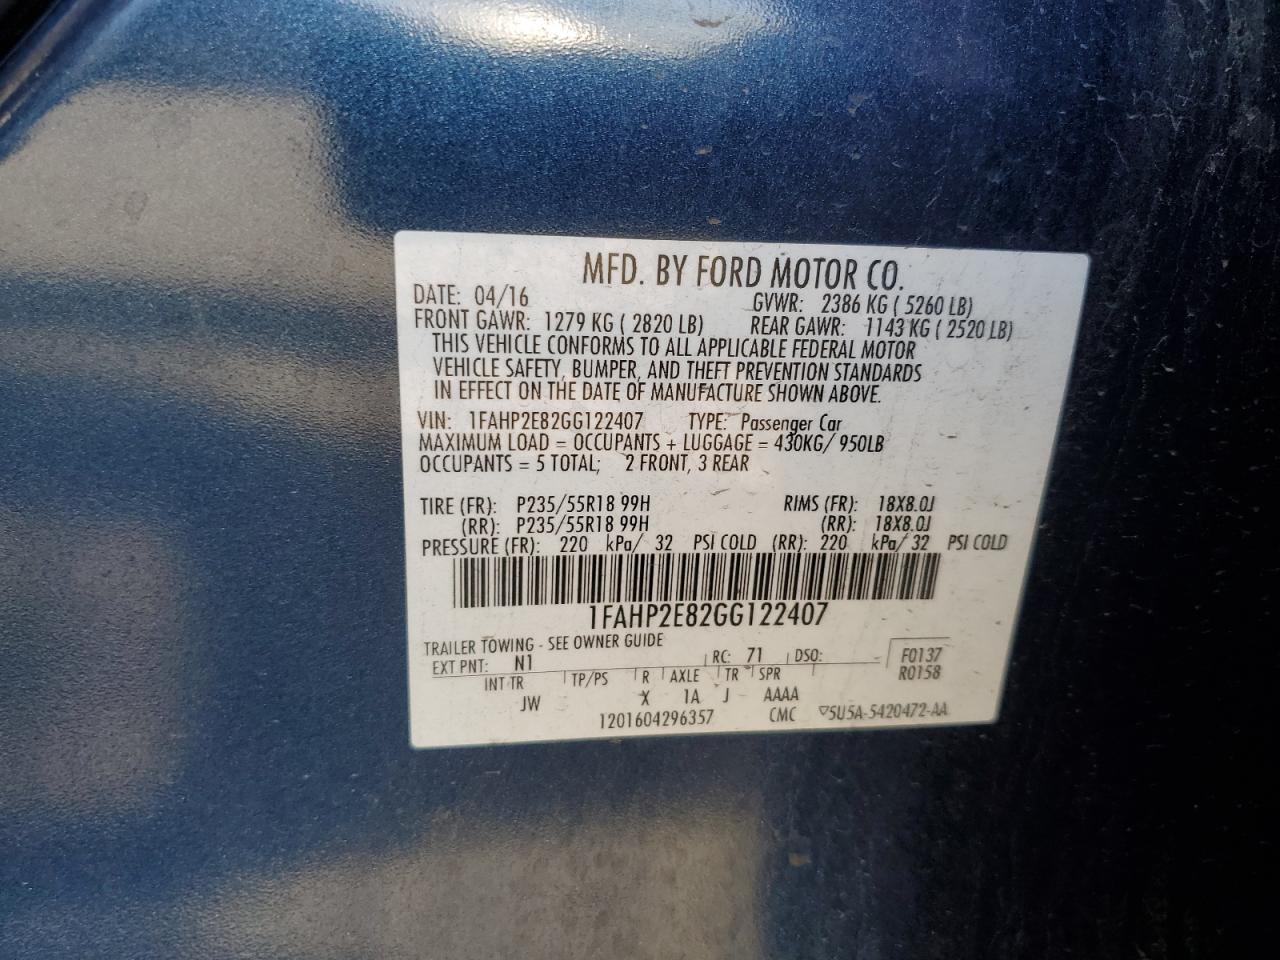 MFD. BY FORD MOTOR CO.
DATE: 04/16 GVWR: 2386 KG ( 5260 LB)
FRONT GAWR: 1279 KG ( 2820 LB) REAR GAWR: 1143 KG ( 2520 LB)
THIS VEHICLE CONFORMS TO ALL APPLICABLE FEDERAL MOTOR
VEHICLE SAFETY, BUMPER, AND THEFT PREVENTION STANDARDS
IN EFFECT ON THE DATE OF MANUFACTURE SHOWN ABOVE.
VIN: 1FAHP2E82GG122407 TYPE: Passenger Car
MAXIMUM LOAD = OCCUPANTS + LUGGAGE = 430KG/ 950LB
OCCUPANTS = 5 TOTAL; 2 FRONT, 3 REAR
TIRE (FR): P235/55R18 99H RIMS (FR): 18X8.0J
(RR): P235/55R18 99H (RR): 18X8.0J
PRESSURE (FR): 220 kPa/ 32 PSI COLD (RR): 220 kPa/ 32 PSI COLD
1FAHP2E82GG122407
TRAILER TOWING - SEE OWNER GUIDE
EXT PNT: N1 RC: 71 DSO: F0137
INT TR TP/PS R AXLE TR SPR R0158
JW X 1A J AAAA
1201604296357 CMC ▽5U5A-5420472-AA